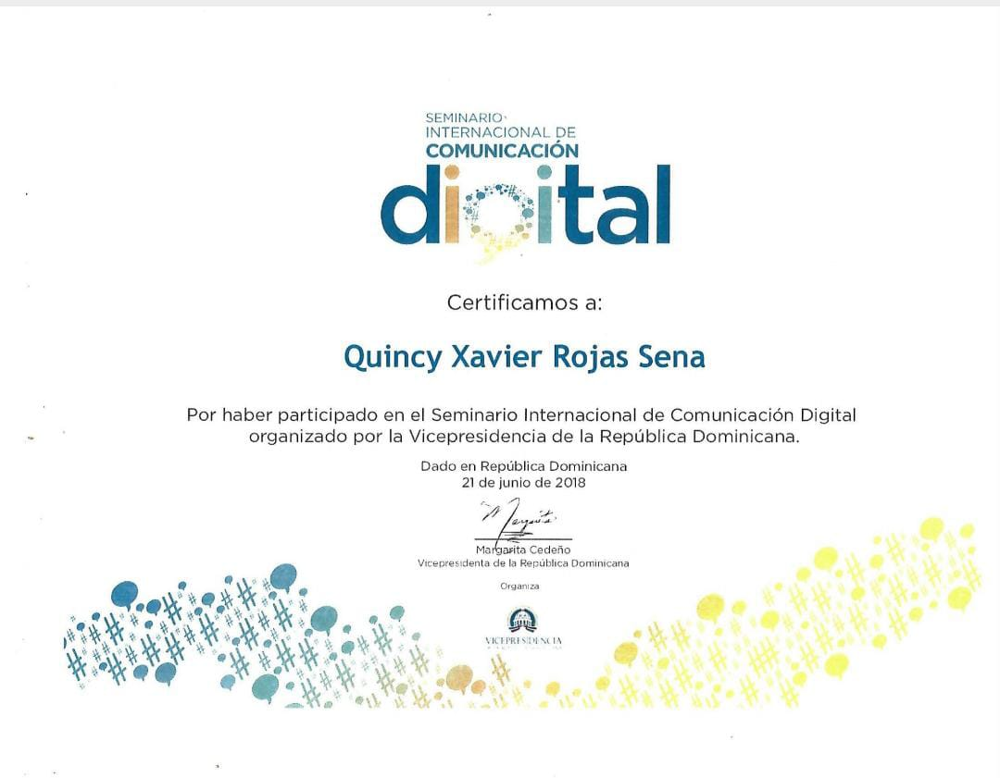 SEMINARIO
INTERNACIONAL DE
COMUNICACIÓN
digital
Certificamos a:
Quincy Xavier Rojas Sena
Por haber participado en el Seminario Internacional de Comunicación Digital
organizado por la Vicepresidencia de la República Dominicana.
Dado en República Dominicana
21 de junio de 2018
Margarita
Margarita Cedeño
Vicepresidenta de la República Dominicana
Organiza
VICEPRESIDENCIA